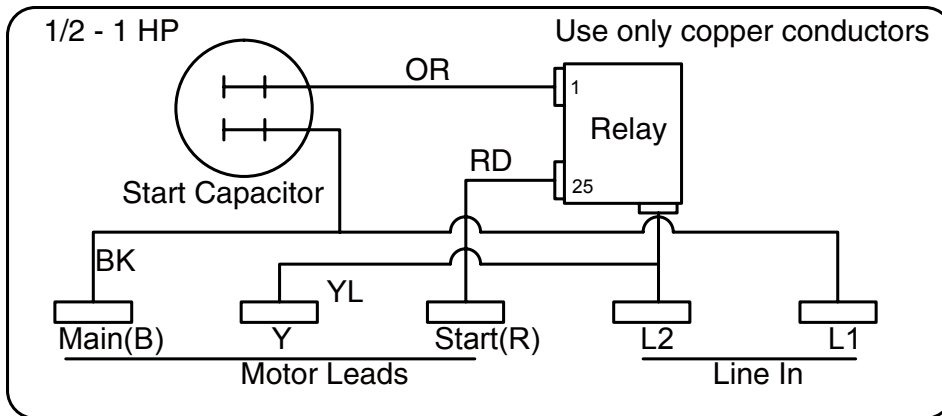 1/2 - 1 HP
Use only copper conductors
OR
1
Relay
RD
25
Start Capacitor
BK
YL
Main(B)
Y
Start(R)
L2
L1
Motor Leads
Line In